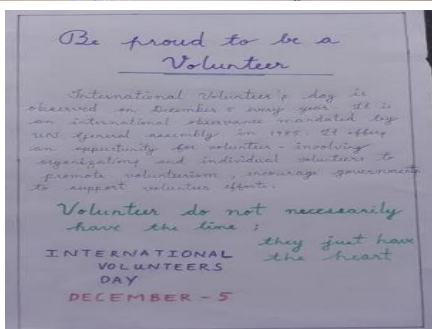 Be proud to be a
Volunteer
International Volunteer's day is
observed on December 5 every year. It is
an international observance mandated by
UN General assembly in 1985. It offers
an opportunity for volunteer - involving
organizations and individual volunteers to
promote volunteerism, encourage government
to support volunteer efforts.
Volunteer do not necessarily
have the time;
they just have
the heart
INTERNATIONAL
VOLUNTEERS
DAY
DECEMBER - 5